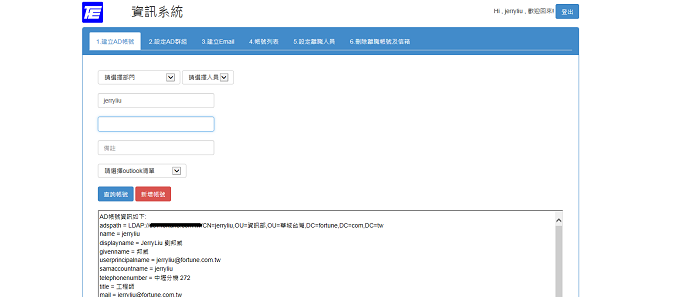 資訊系統
Hi , jerryliu , 歡迎回來!
登出
1.建立AD帳號
2.設定AD群組
3.建立Email
4.帳號列表
5.設定離職人員
6.刪除離職帳號及信箱
請選擇部門
請選擇人員
jerryliu
備註
請選擇outlook清單
查詢帳號
新增帳號
AD帳號資訊如下:
adspath = LDAP:// CN=jerryliu,OU=資訊部,OU=華城台灣,DC=fortune,DC=com,DC=tw
name = jerryliu
displayname = JerryLiu 劉邦威
givenname = 邦威
userprincipalname = jerryliu@fortune.com.tw
samaccountname = jerryliu
telephonenumber = 中壢分機 272
title = 工程師
mail = jerryliu@fortune.com.tw